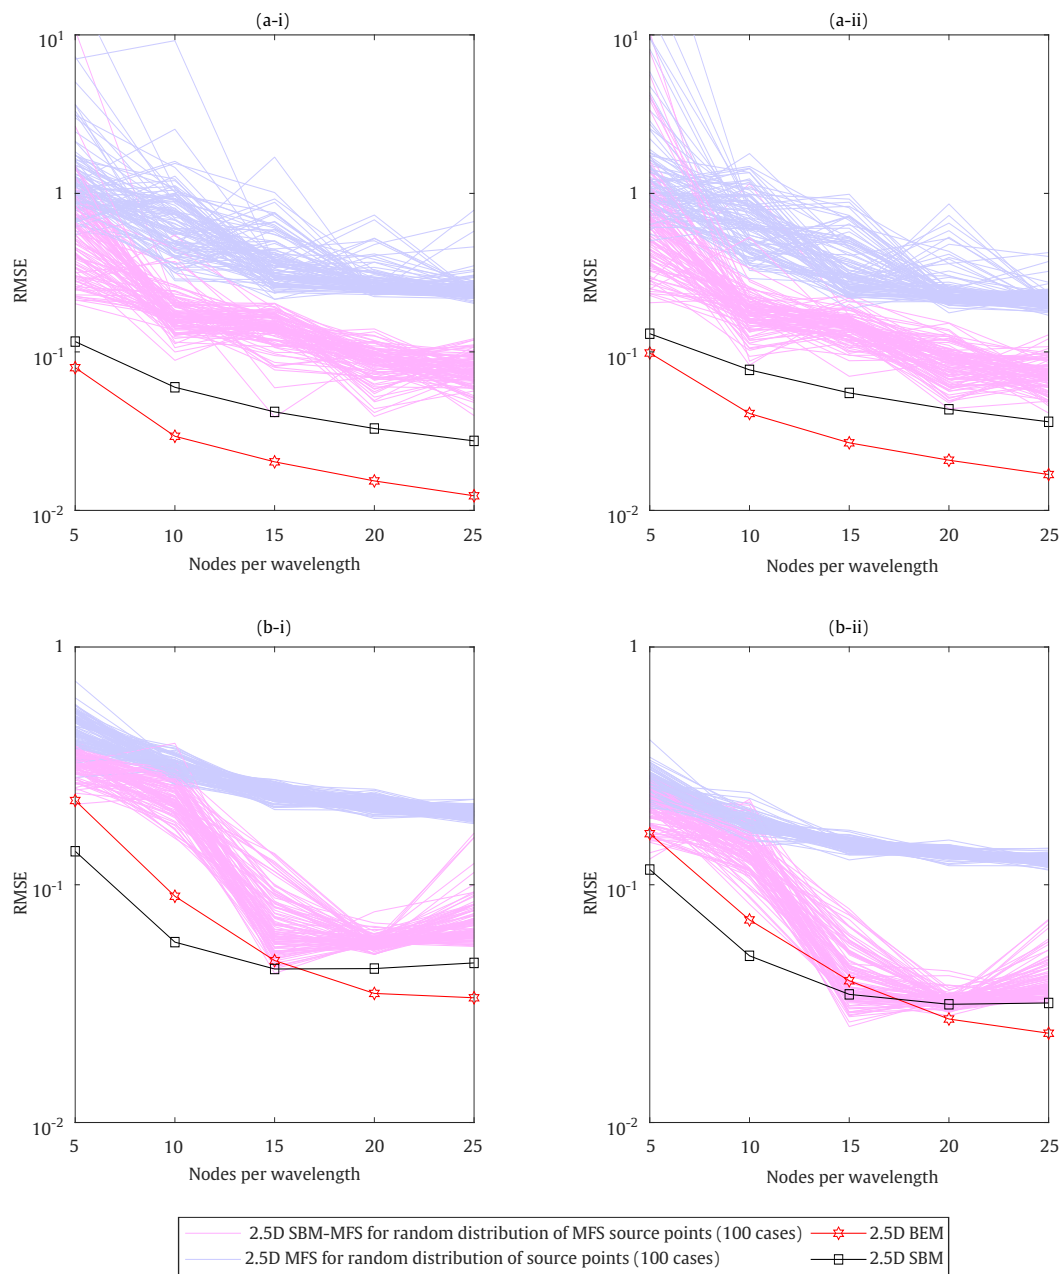 (a-i)
(a-ii)
10^1
1
10^-1
10^-2
RMSE
5 10 15 20 25
Nodes per wavelength
10^1
1
10^-1
10^-2
RMSE
5 10 15 20 25
Nodes per wavelength
(b-i)
(b-ii)
1
10^-1
10^-2
RMSE
5 10 15 20 25
Nodes per wavelength
1
10^-1
10^-2
RMSE
5 10 15 20 25
Nodes per wavelength
2.5D SBM-MFS for random distribution of MFS source points (100 cases)
2.5D BEM
2.5D MFS for random distribution of source points (100 cases)
2.5D SBM